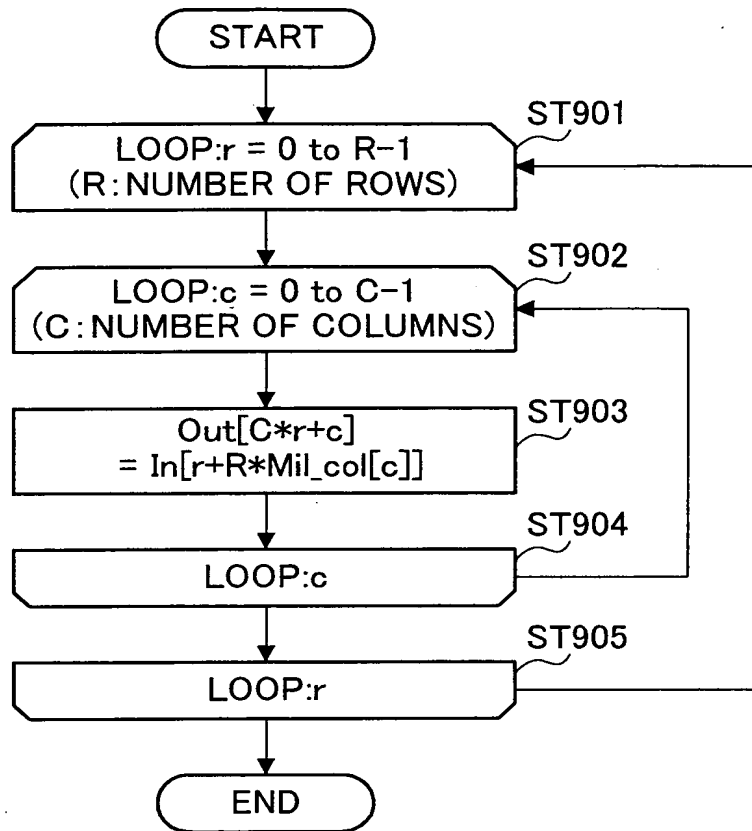 START
ST901
LOOP:r = 0 to R-1
(R:NUMBER OF ROWS)
ST902
LOOP:c = 0 to C-1
(C:NUMBER OF COLUMNS)
ST903
Out[C*r+c]
= In[r+R*Mil_col[c]]
ST904
LOOP:c
ST905
LOOP:r
END